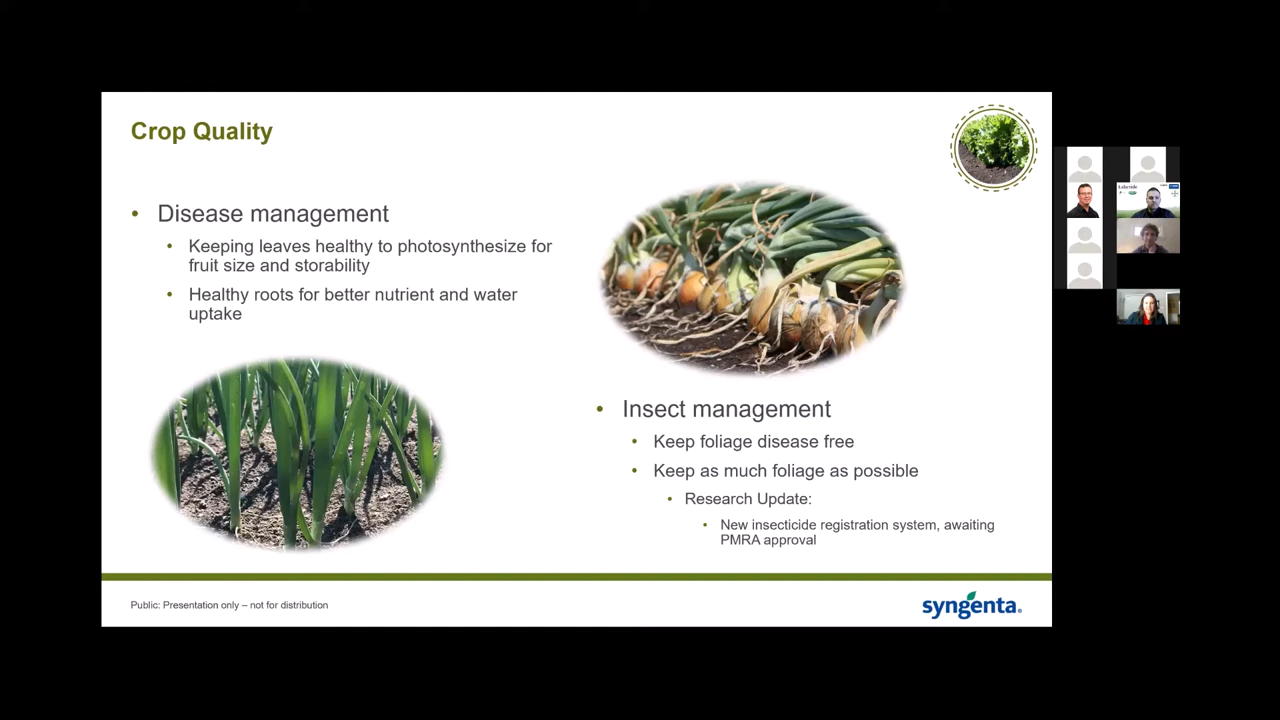 Crop Quality
• Disease management
• Keeping leaves healthy to photosynthesize for
fruit size and storability
• Healthy roots for better nutrient and water
uptake
• Insect management
• Keep foliage disease free
• Keep as much foliage as possible
• Research Update:
• New insecticide registration system, awaiting
PMRA approval
Public: Presentation only – not for distribution
syngenta.